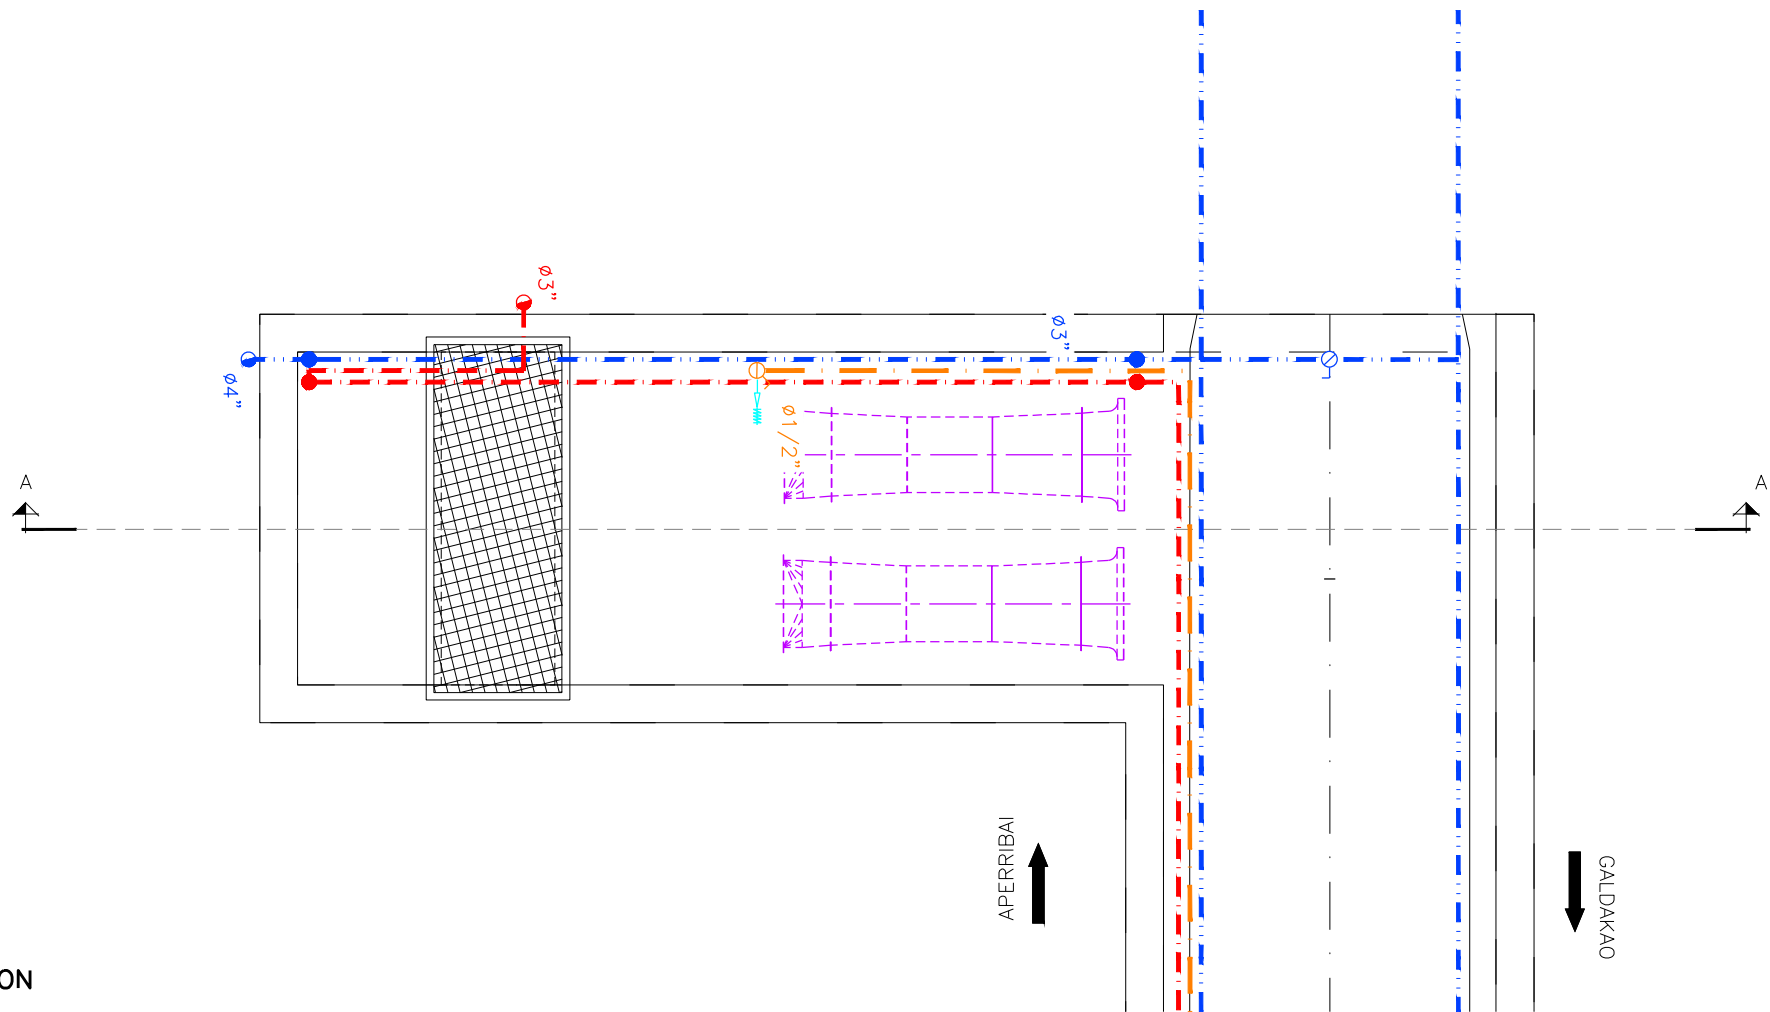 ø3”
ø3”
ø4”
ø1/2”
A
A
APERRIBAI
GALDAKAO
ON